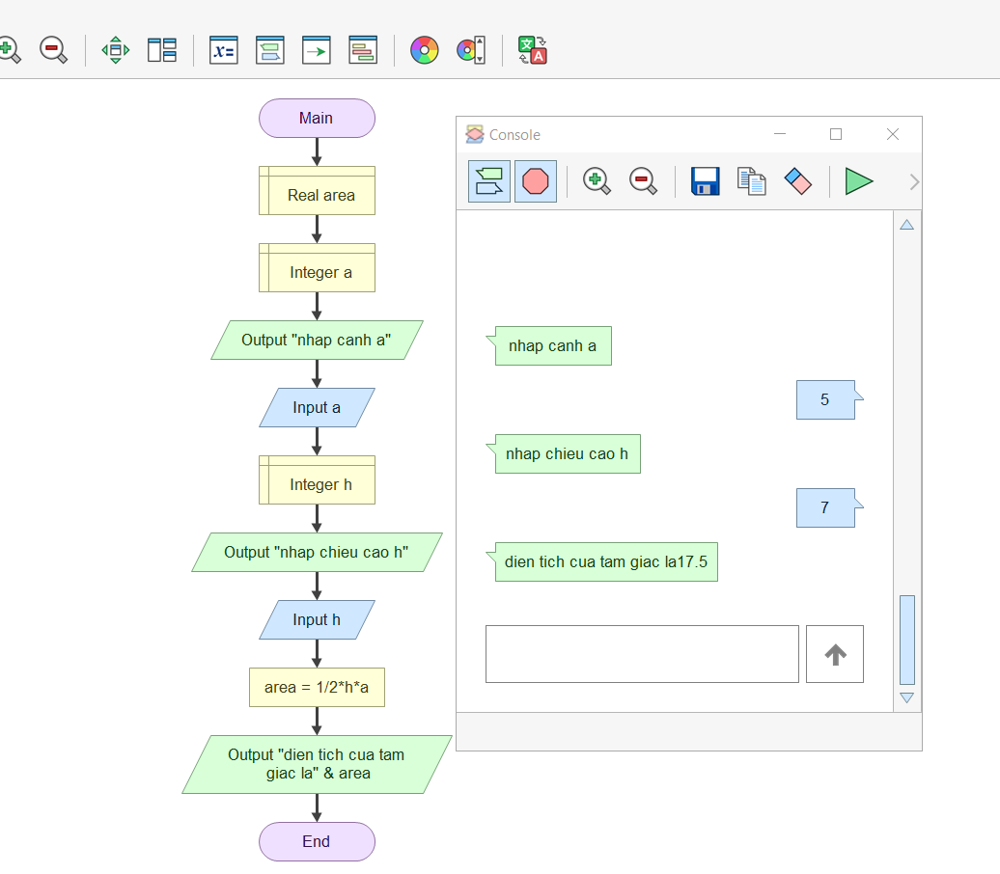 x=
A
Main
Real area
Integer a
Output "nhap canh a"
Input a
Integer h
Output "nhap chieu cao h"
Input h
area = 1/2*h*a
Output "dien tich cua tam
giac la" & area
End
Console
nhap canh a
5
nhap chieu cao h
7
dien tich cua tam giac la17.5